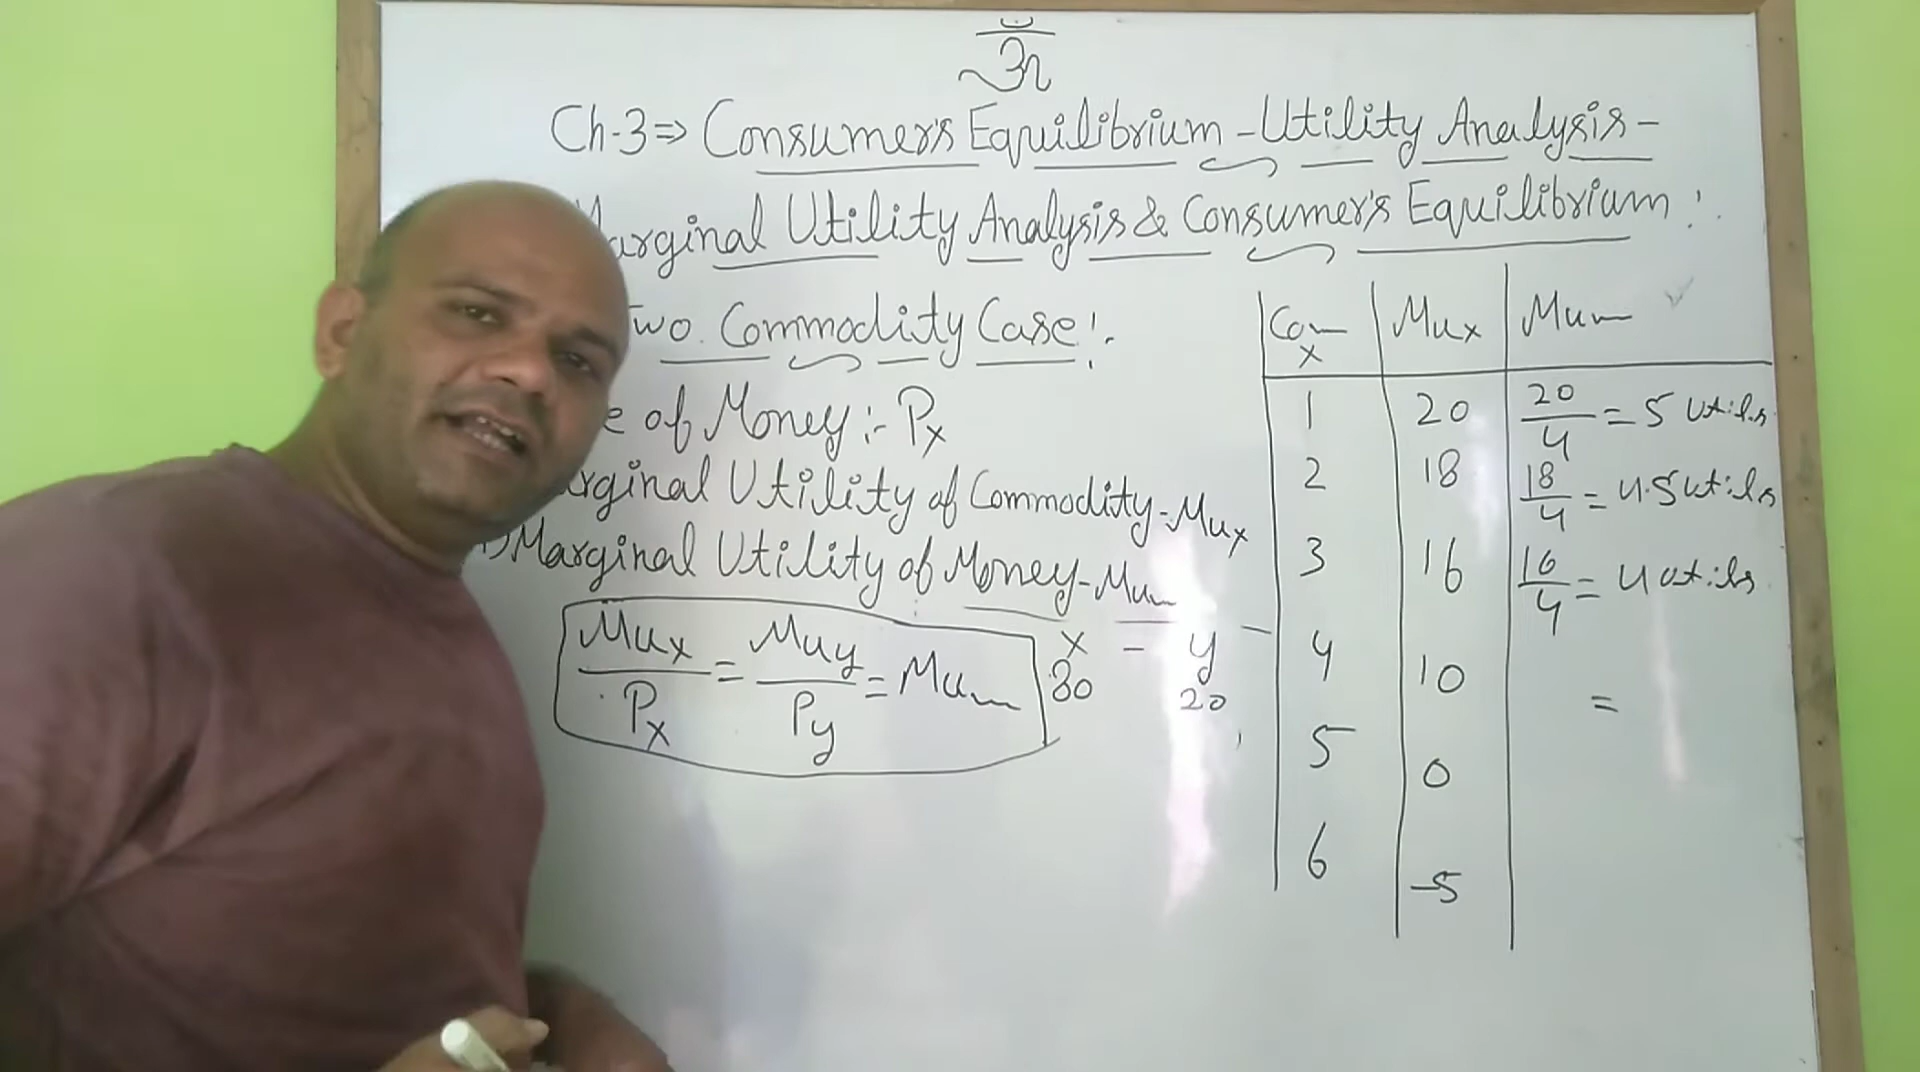 ॐ
Ch-3⇒ Consumer's Equilibrium - Utility Analysis -
Marginal Utility Analysis & Consumer's Equilibrium :
Two Commodity Case :-
of Money :- Px
Marginal Utility of Commodity - Mux
Marginal Utility of Money - Mum
Mux/Px = Muy/Py = Mum
x - y -
30 20
Com x Mux Mum
1 20 20/4 = 5 utils
2 18 18/4 = 4.5 utils
3 16 16/4 = 4 utils
4 10 =
5 0
6 -5